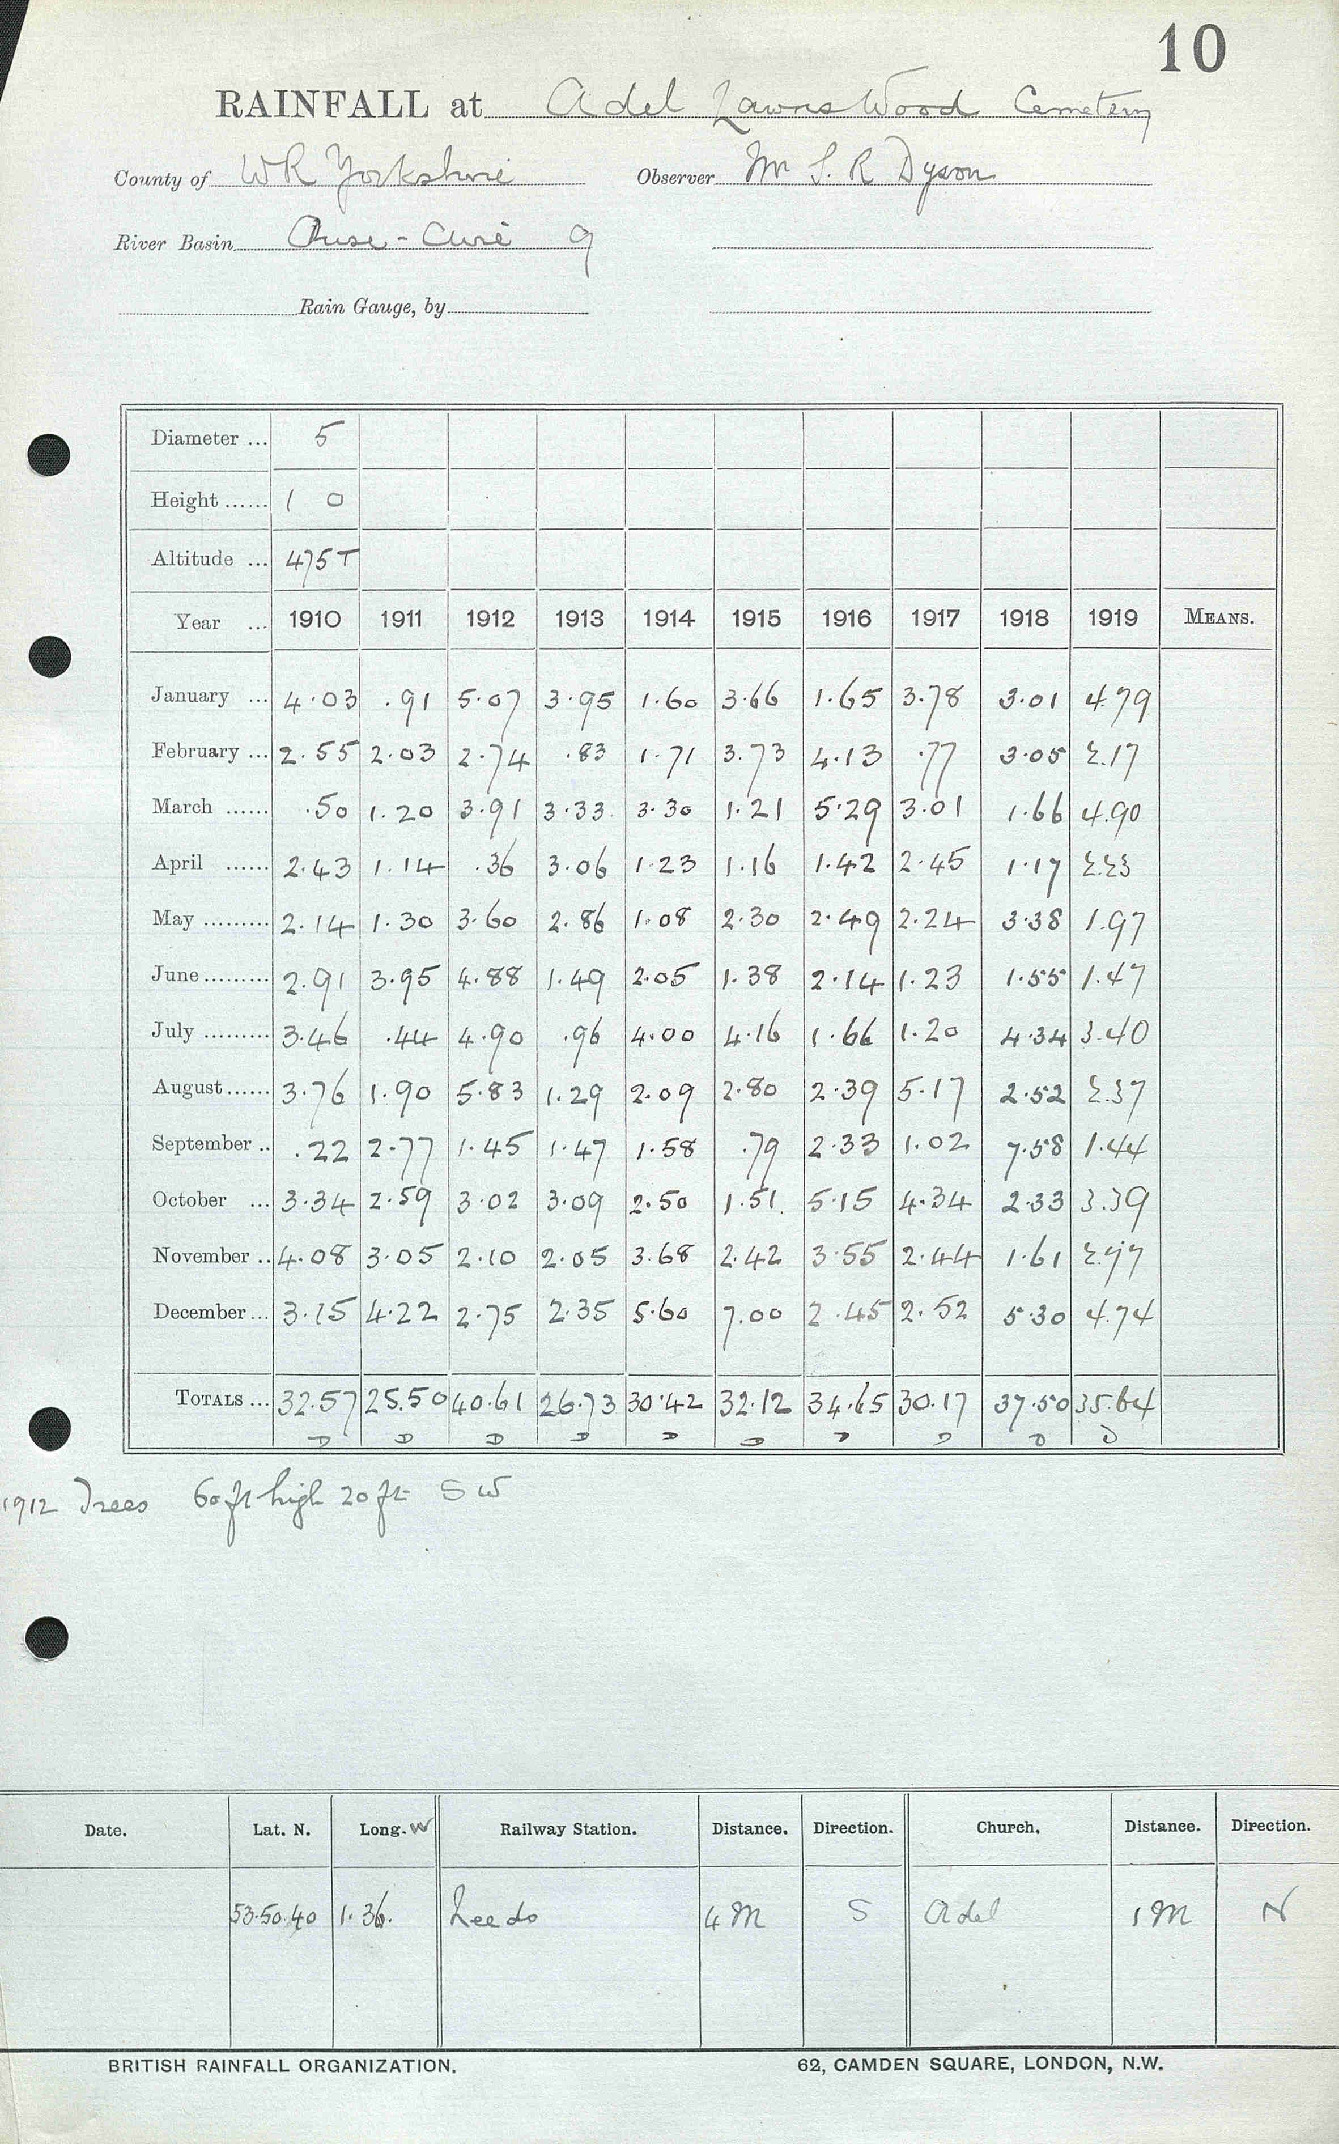 10
RAINFALL at Adel Lawns Wood Cemetery
County of WR Yorkshire Observer Mr S. R Dyson
River Basin Ouse - Aire 9
Rain Gauge, by
Diameter ... 5
Height ...... 1 0
Altitude ... 475 T
Year ... 1910 1911 1912 1913 1914 1915 1916 1917 1918 1919 MEANS.
January ... 4.03 .91 5.07 3.95 1.60 3.66 1.65 3.78 3.01 4.79
February ... 2.55 2.03 2.74 .83 1.71 3.73 4.13 .77 3.05 2.17
March ...... .50 1.20 3.91 3.33 3.30 1.21 5.29 3.01 1.66 4.90
April ...... 2.43 1.14 .36 3.06 1.23 1.16 1.42 2.45 1.17 2.23
May ......... 2.14 1.30 3.60 2.86 1.08 2.30 2.49 2.24 3.38 1.97
June ......... 2.91 3.95 4.88 1.49 2.05 1.38 2.14 1.23 1.55 1.47
July ......... 3.46 .44 4.90 .96 4.00 4.16 1.66 1.20 4.34 3.40
August ...... 3.76 1.90 5.83 1.29 2.09 2.80 2.39 5.17 2.52 2.37
September .. .22 2.77 1.45 1.47 1.58 .79 2.33 1.02 7.58 1.44
October ... 3.34 2.59 3.02 3.09 2.50 1.51 5.15 4.34 2.33 3.39
November .. 4.08 3.05 2.10 2.05 3.68 2.42 3.55 2.44 1.61 2.77
December ... 3.15 4.22 2.75 2.35 5.60 7.00 2.45 2.52 5.30 4.74
TOTALS ... 32.57 25.50 40.61 26.73 30.42 32.12 34.65 30.17 37.50 35.64
D D D D D D D D D D
1912 Trees 60 ft high 20 ft SW
Date. Lat. N. Long. W Railway Station. Distance. Direction. Church. Distance. Direction.
53.50.40 1.36. Leeds 4 M S Adel 1 M N
BRITISH RAINFALL ORGANIZATION. 62, CAMDEN SQUARE, LONDON, N.W.